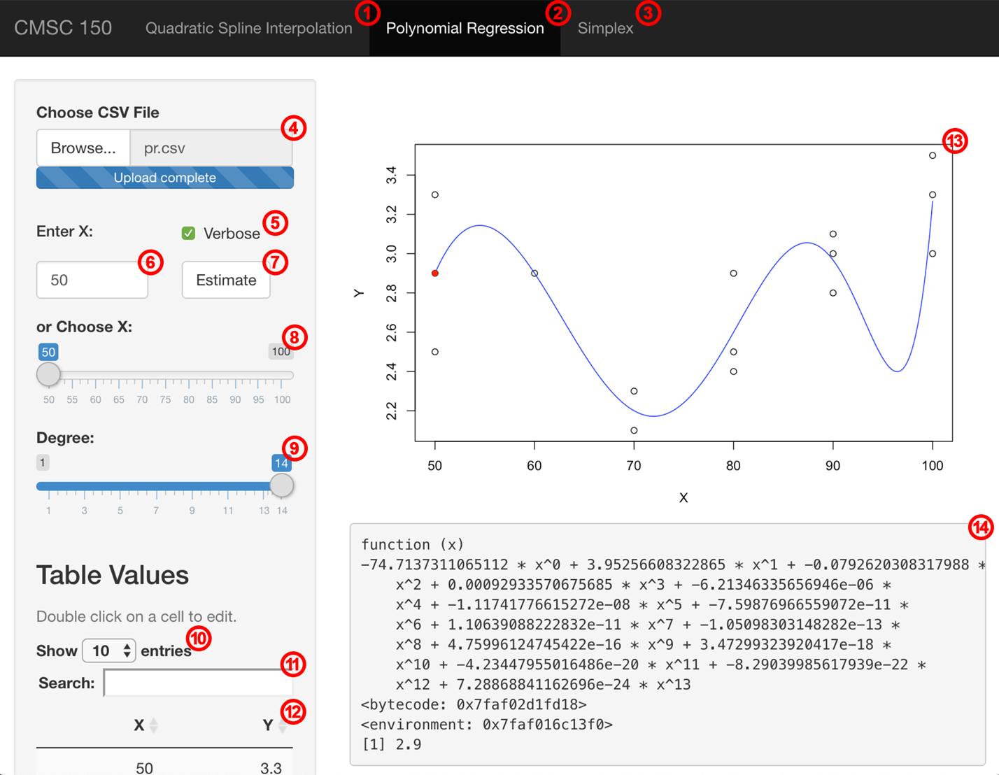 CMSC 150 Quadratic Spline Interpolation 1 Polynomial Regression 2 Simplex 3
Choose CSV File
4
Browse... pr.csv
Upload complete
Enter X:
Verbose 5
6
50
7
Estimate
or Choose X:
8
50 100
50 55 60 65 70 75 80 85 90 95 100
Degree:
9
1 14
1 3 5 7 9 11 13 14
Table Values
Double click on a cell to edit.
10
Show 10 entries
11
Search:
12
X Y
50 3.3
13
3.4
3.2
3.0
2.8
2.6
2.4
2.2
Y
50 60 70 80 90 100
X
14
function (x)
-74.7137311065112 * x^0 + 3.95256608322865 * x^1 + -0.0792620308317988 *
x^2 + 0.00092933570675685 * x^3 + -6.21346335656946e-06 *
x^4 + -1.11741776615272e-08 * x^5 + -7.59876966559072e-11 *
x^6 + 1.10639088222832e-11 * x^7 + -1.05098303148282e-13 *
x^8 + 4.75996124745422e-16 * x^9 + 3.47299323920417e-18 *
x^10 + -4.23447955016486e-20 * x^11 + -8.29039985617939e-22 *
x^12 + 7.28868841162696e-24 * x^13
<bytecode: 0x7faf02d1fd18>
<environment: 0x7faf016c13f0>
[1] 2.9